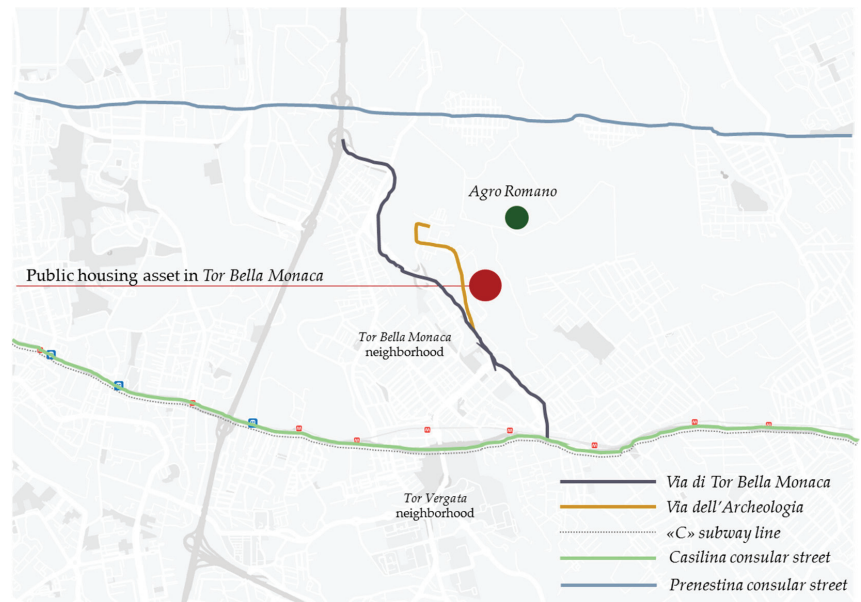 Agro Romano
Public housing asset in Tor Bella Monaca
Tor Bella Monaca
neighborhood
Tor Vergata
neighborhood
Via di Tor Bella Monaca
Via dell'Archeologia
«C» subway line
Casilina consular street
Prenestina consular street